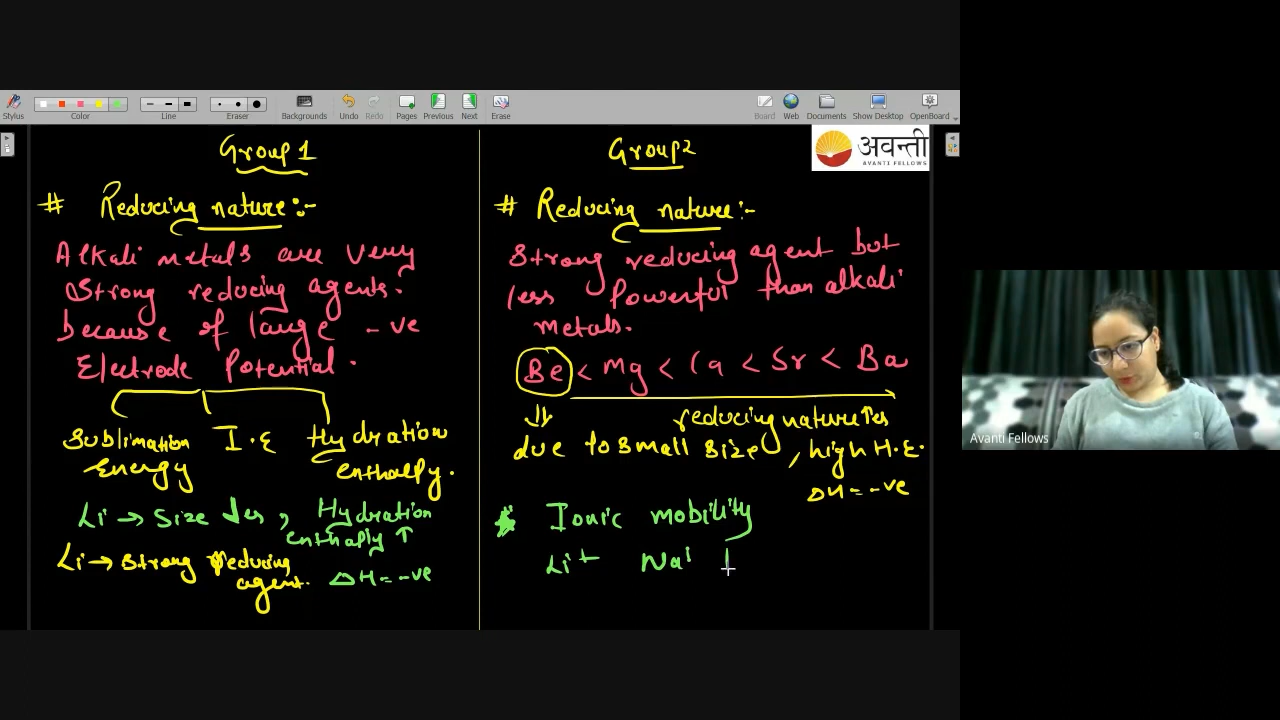 Stylus
Color
Line
Eraser
Backgrounds
Undo
Redo
Pages
Previous
Next
Erase
Board
Web
Documents
Show Desktop
OpenBoard
अवन्ती
AVANTI FELLOWS
Group 1
# Reducing nature:-
Alkali metals are very
Strong reducing agents.
because of large -ve
Electrode Potential.
Sublimation Energy
I.E
Hydration enthalpy.
Li → Size ↓es, Hydration enthalpy ↑
Li → Strong reducing agent.
ΔH = -ve
Group 2
# Reducing nature:-
Strong reducing agent but
less Powerful than alkali
metals.
Be < Mg < Ca < Sr < Ba
reducing nature ↑es
due to small size, high H.E.
ΔH = -ve
Ionic mobility
Li+ Na+
Avanti Fellows